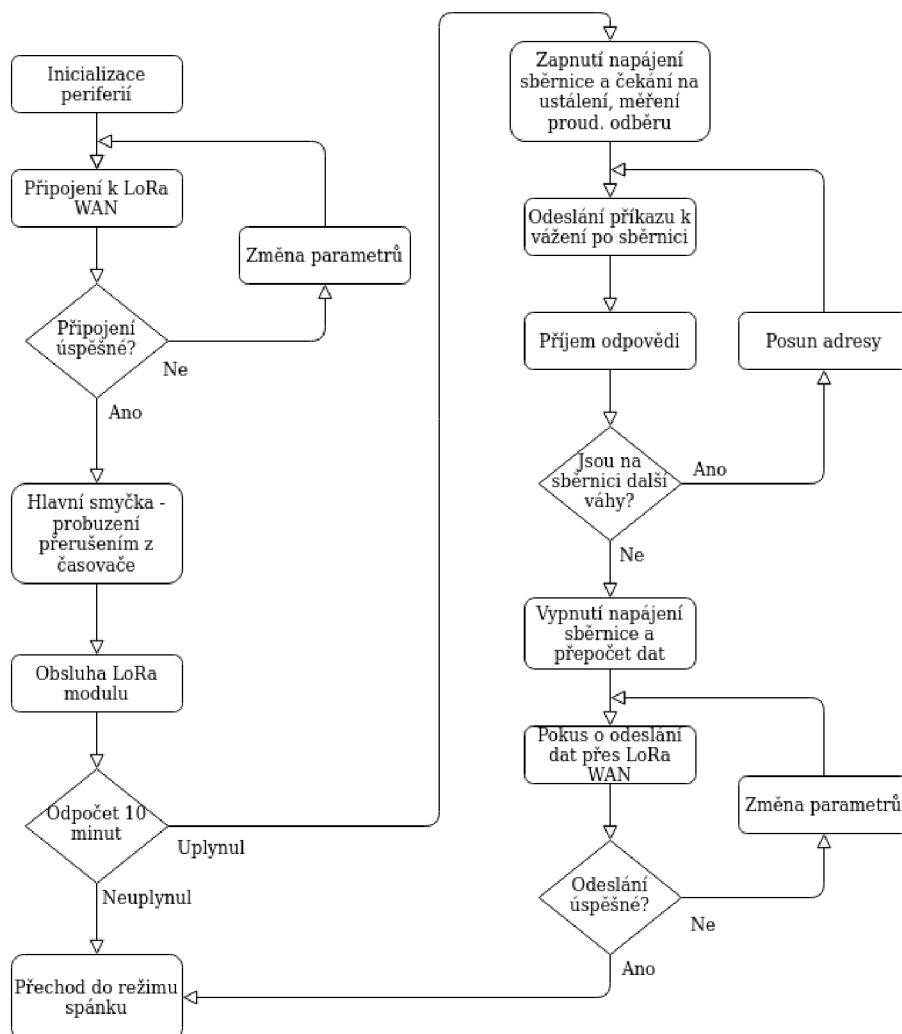 Inicializace
periferií
Připojení k LoRa
WAN
Změna parametrů
Připojení
úspěšné?
Ne
Ano
Hlavní smyčka -
probuzení
přerušením z
časovače
Obsluha LoRa
modulu
Odpočet 10
minut
Uplynul
Neuplynul
Přechod do režimu
spánku
Zapnutí napájení
sběrnice a čekání na
ustálení, měření
proud. odběru
Odeslání příkazu k
vážení po sběrnici
Příjem odpovědi
Posun adresy
Jsou na
sběrnici další
váhy?
Ano
Ne
Vypnutí napájení
sběrnice a
přepočet dat
Pokus o odeslání
dat přes LoRa
WAN
Změna parametrů
Odeslání
úspěšné?
Ne
Ano